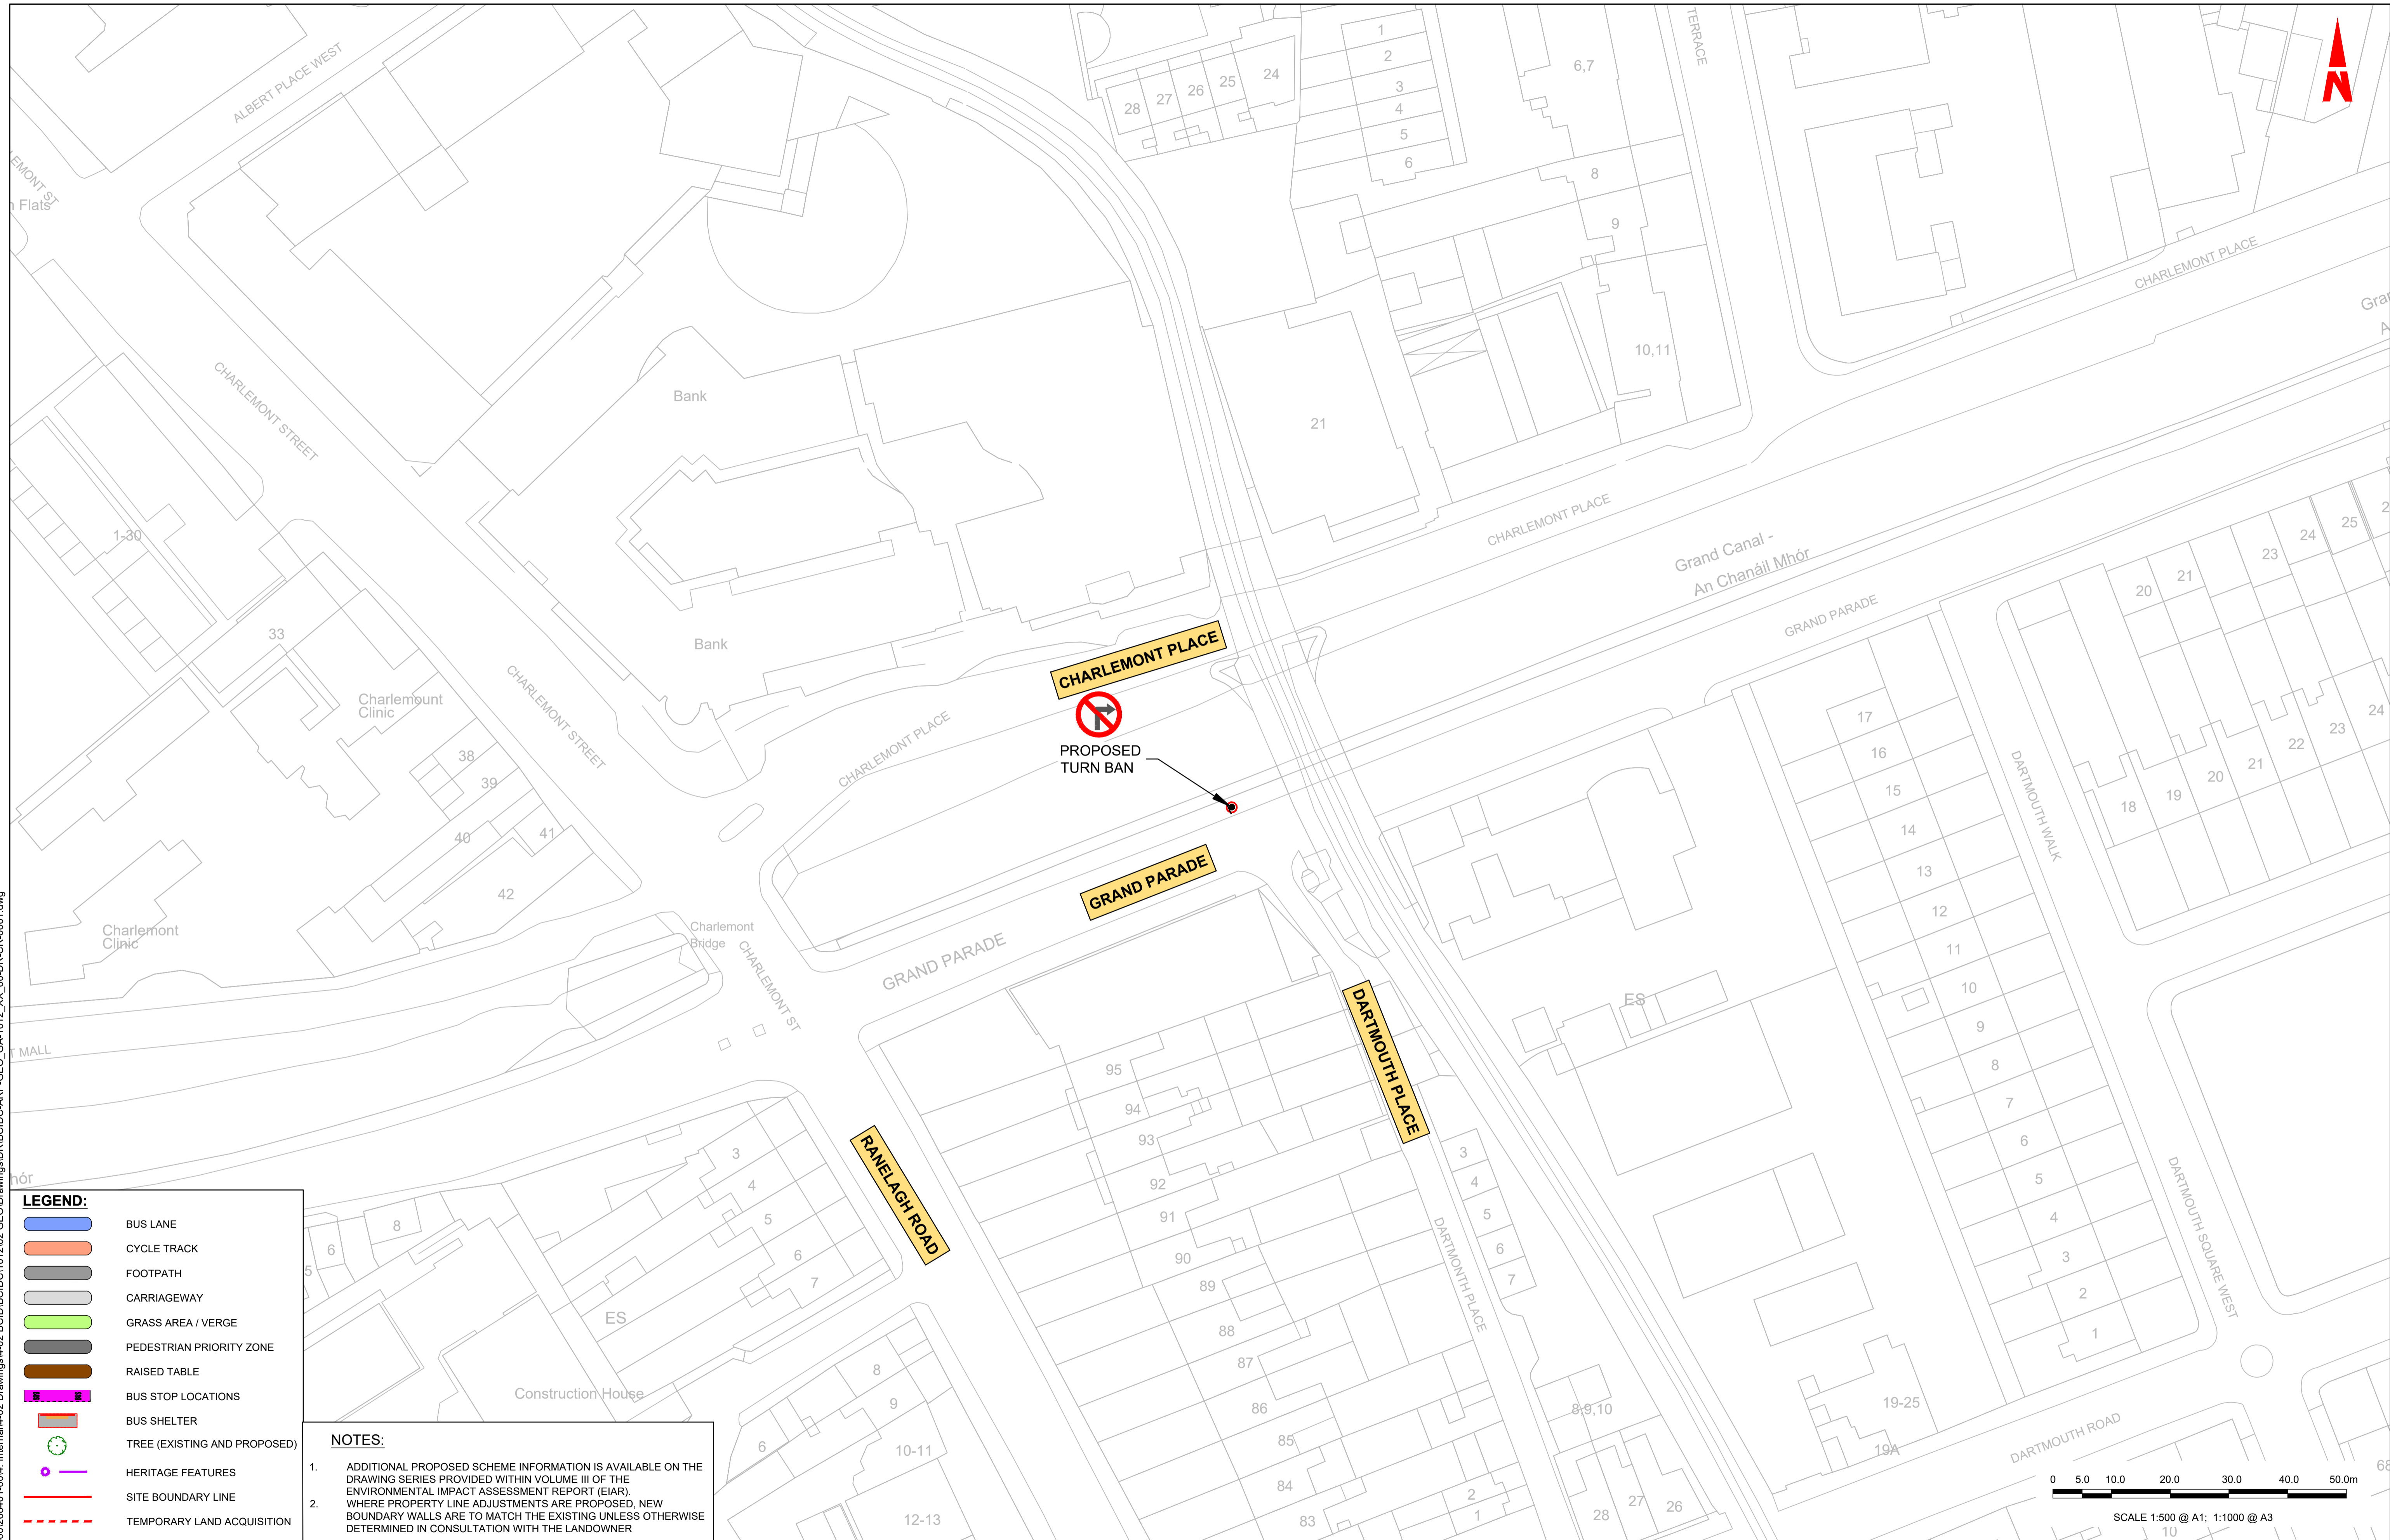 ALBERT PLACE WEST
TERRACE
N
1
2
3
4
5
6
28
27
26
25
24
6,7
8
9
10,11
n Flats
CHARLEMONT PLACE
CHARLEMONT STREET
Bank
21
1-30
CHARLEMONT PLACE
Grand Canal -
An Chanáil Mhór
GRAND PARADE
20
21
23
24
25
33
Bank
Charlemount
Clinic
CHARLEMONT STREET
38
39
40
41
42
CHARLEMONT PLACE
CHARLEMONT PLACE
PROPOSED
TURN BAN
GRAND PARADE
GRAND PARADE
Charlemont
Bridge
CHARLEMONT ST
Charlemont
Clinic
T MALL
17
16
15
14
13
12
11
10
9
8
7
6
5
4
3
2
1
DARTMOUTH WALK
18
19
20
21
22
23
24
DARTMOUTH PLACE
ES
95
94
93
92
91
90
89
88
87
86
85
84
83
RANELAGH ROAD
3
4
5
6
7
DARTMONTH PLACE
3
4
5
6
7
DARTMOUTH SQUARE WEST
8
6
5
ES
Construction House
8
9
10-11
12-13
6
8,9,10
2
1
28
27
26
19-25
19A
DARTMOUTH ROAD
68
10
LEGEND:
BUS LANE
CYCLE TRACK
FOOTPATH
CARRIAGEWAY
GRASS AREA / VERGE
PEDESTRIAN PRIORITY ZONE
RAISED TABLE
BUS STOP LOCATIONS
BUS SHELTER
TREE (EXISTING AND PROPOSED)
HERITAGE FEATURES
SITE BOUNDARY LINE
TEMPORARY LAND ACQUISITION
NOTES:
1. ADDITIONAL PROPOSED SCHEME INFORMATION IS AVAILABLE ON THE
DRAWING SERIES PROVIDED WITHIN VOLUME III OF THE
ENVIRONMENTAL IMPACT ASSESSMENT REPORT (EIAR).
2. WHERE PROPERTY LINE ADJUSTMENTS ARE PROPOSED, NEW
BOUNDARY WALLS ARE TO MATCH THE EXISTING UNLESS OTHERWISE
DETERMINED IN CONSULTATION WITH THE LANDOWNER
0 5.0 10.0 20.0 30.0 40.0 50.0m
SCALE 1:500 @ A1; 1:1000 @ A3